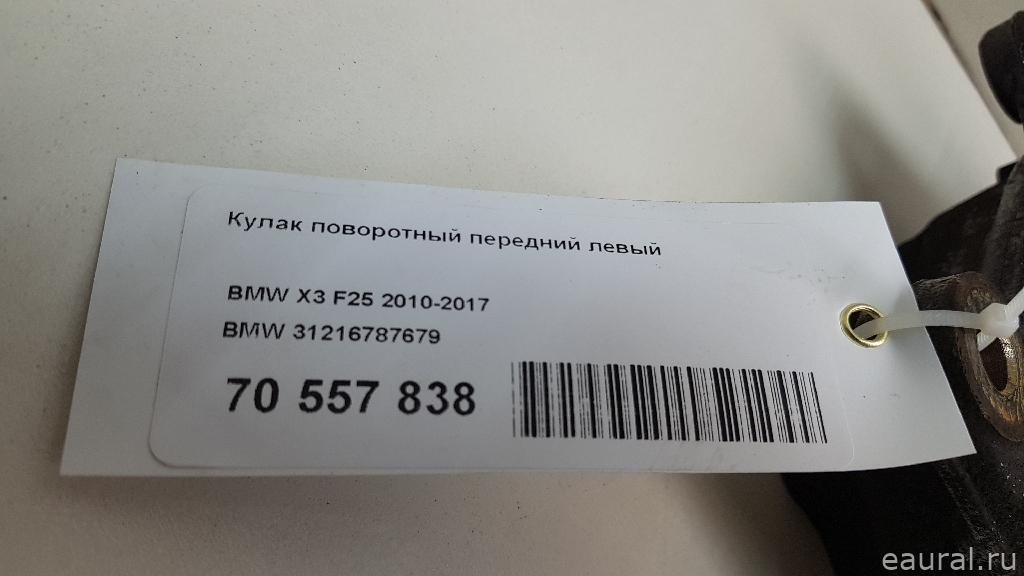 Кулак поворотный передний левый
BMW X3 F25 2010-2017
BMW 31216787679
70 557 838
eaural.ru